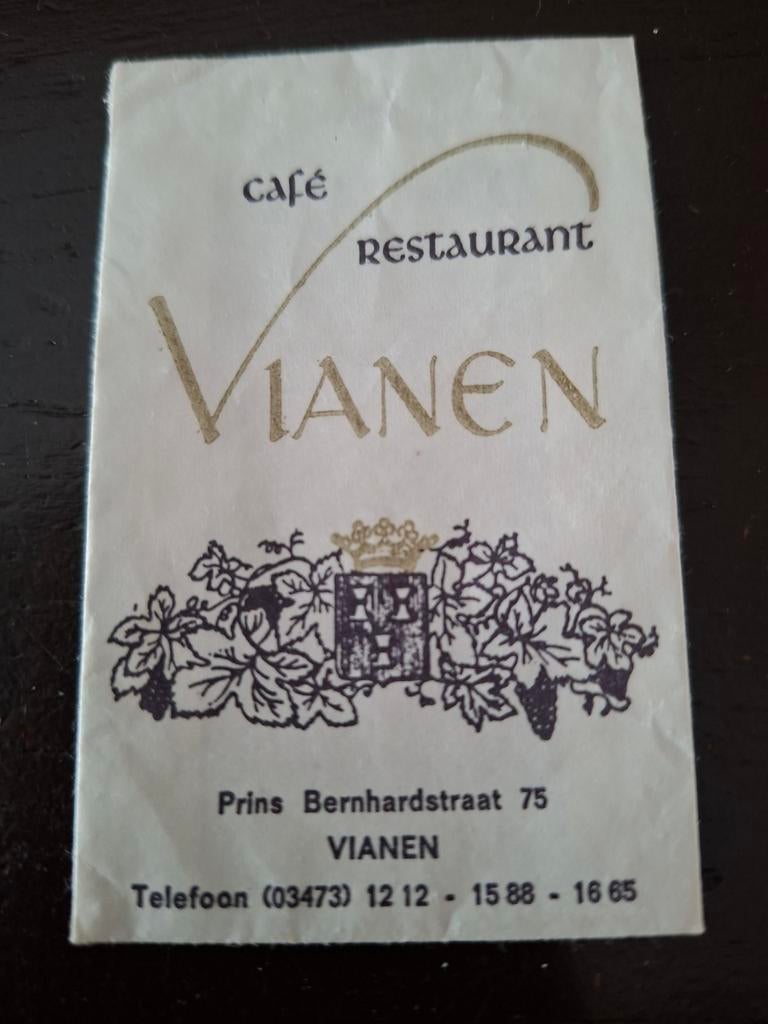 Café
Restaurant
Vianen
Prins Bernhardstraat 75
VIANEN
Telefoon (03473) 12 12 - 15 88 - 16 65